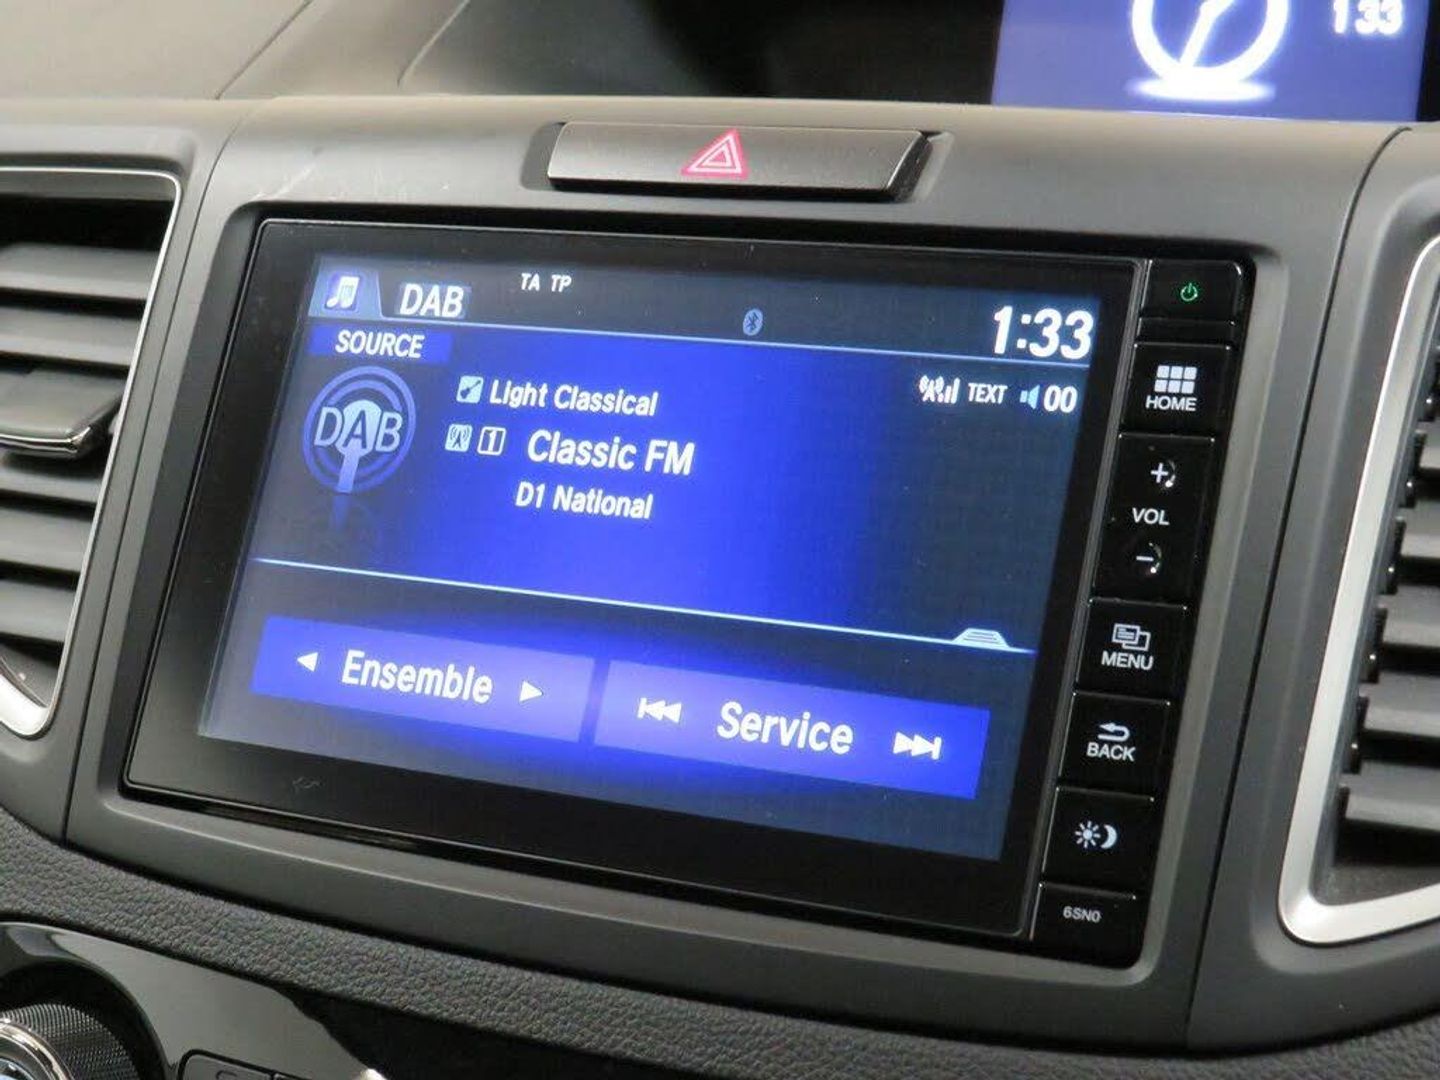 1:33
DAB
TA TP
1:33
SOURCE
DAB
Light Classical
TEXT
00
1
Classic FM
D1 National
Ensemble
Service
HOME
+
VOL
-
MENU
BACK
6SN0